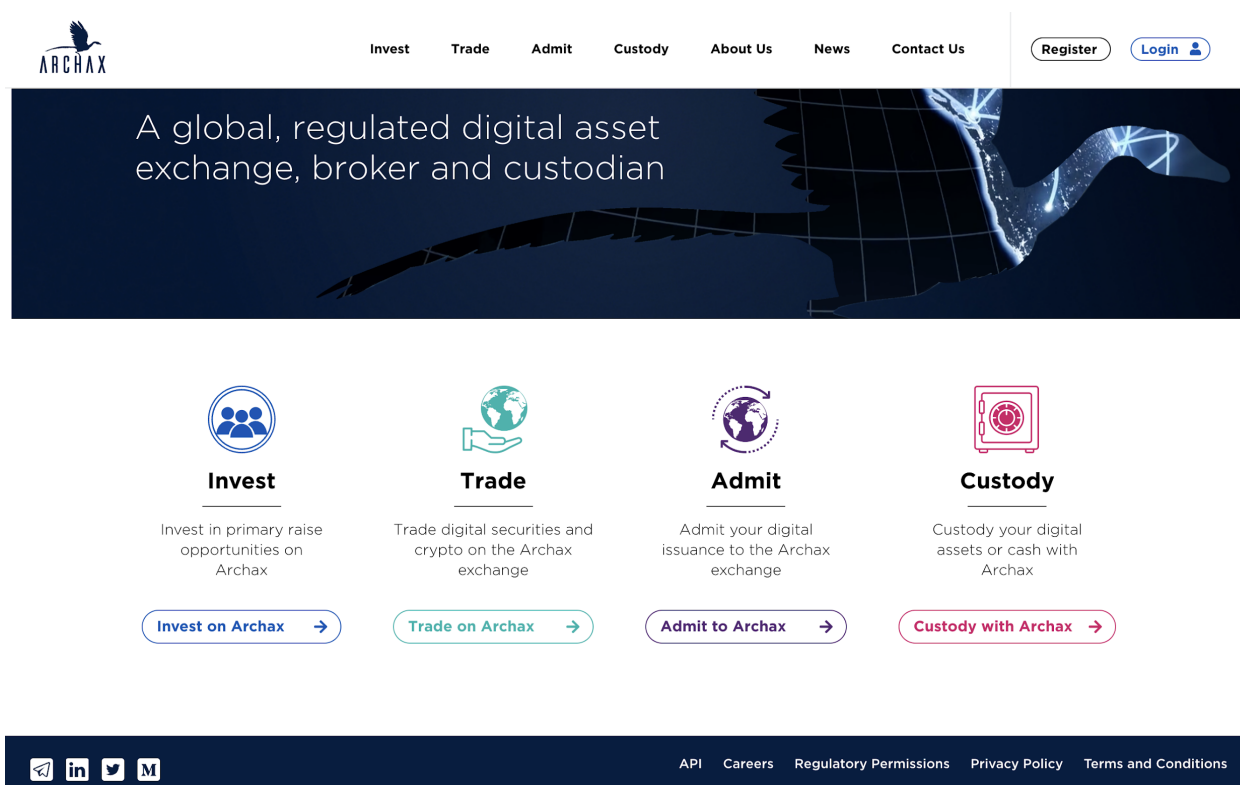 ARCHAX
Invest Trade Admit Custody About Us News Contact Us Register Login
A global, regulated digital asset
exchange, broker and custodian
Invest
Invest in primary raise
opportunities on
Archax
Invest on Archax
Trade
Trade digital securities and
crypto on the Archax
exchange
Trade on Archax
Admit
Admit your digital
issuance to the Archax
exchange
Admit to Archax
Custody
Custody your digital
assets or cash with
Archax
Custody with Archax
M
in
API Careers Regulatory Permissions Privacy Policy Terms and Conditions